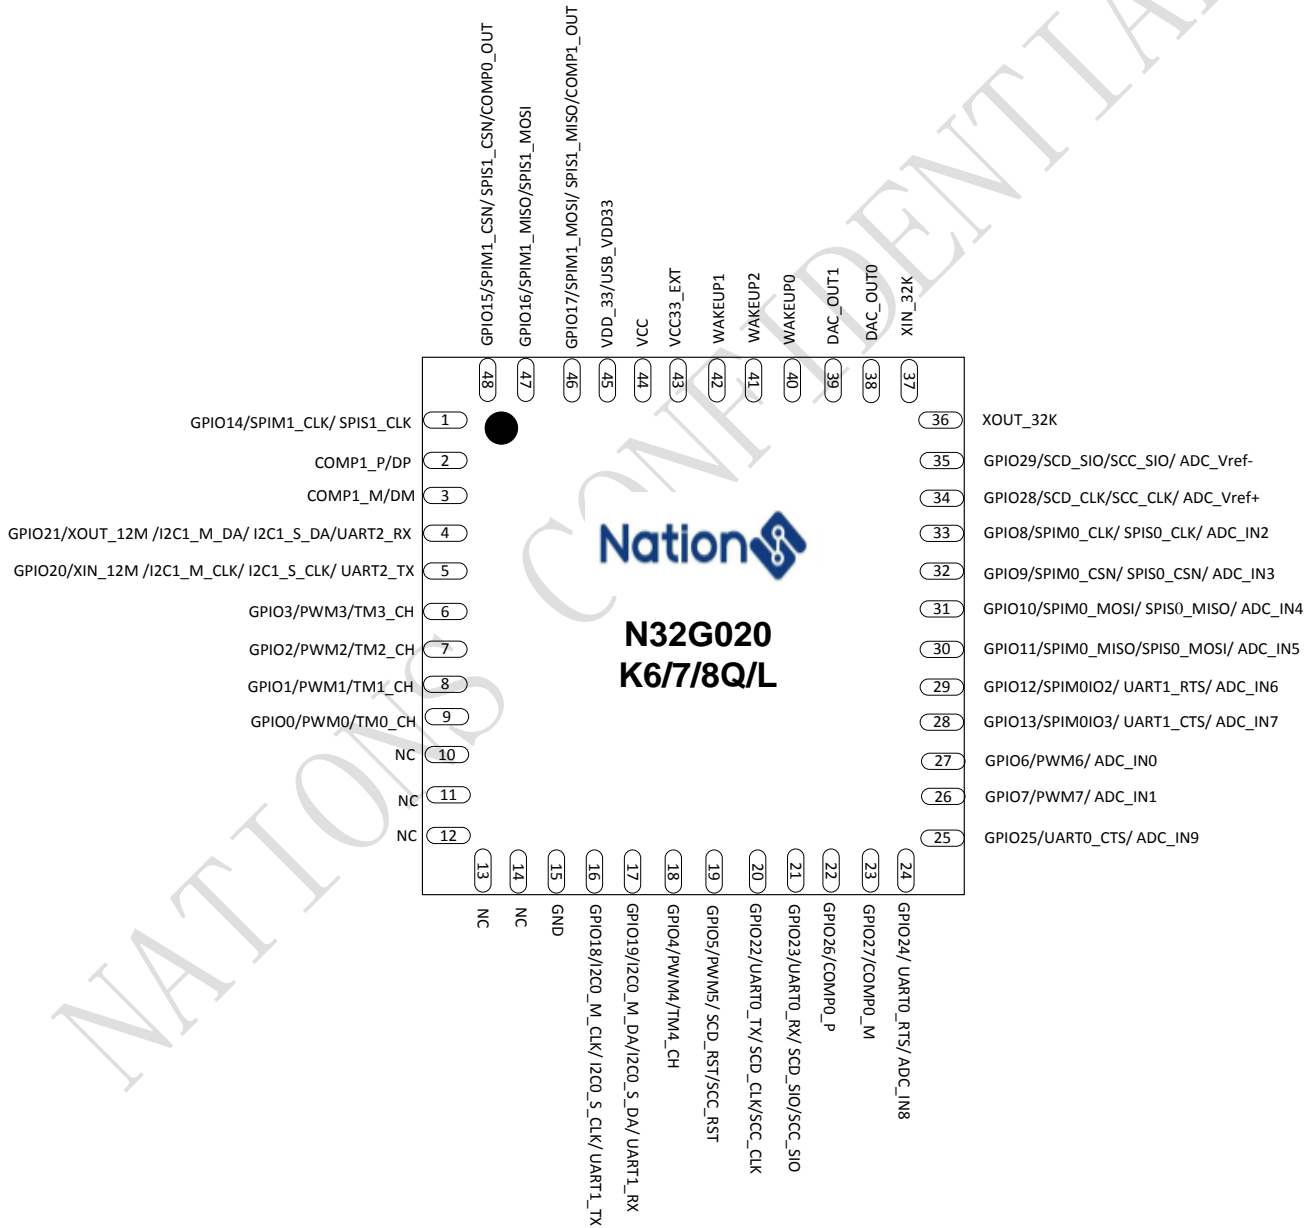 GPIO15/SPIM1_CSN/ SPIS1_CSN/COMP0_OUT
GPIO16/SPIM1_MISO/SPIS1_MOSI
GPIO17/SPIM1_MOSI/ SPIS1_MISO/COMP1_OUT
VDD_33/USB_VDD33
VCC
VCC33_EXT
WAKEUP1
WAKEUP2
WAKEUP0
DAC_OUT1
DAC_OUT0
XIN_32K
48
47
46
45
44
43
42
41
40
39
38
37
GPIO14/SPIM1_CLK/ SPIS1_CLK 1
COMP1_P/DP 2
COMP1_M/DM 3
GPIO21/XOUT_12M /I2C1_M_DA/ I2C1_S_DA/UART2_RX 4
GPIO20/XIN_12M /I2C1_M_CLK/ I2C1_S_CLK/ UART2_TX 5
GPIO3/PWM3/TM3_CH 6
GPIO2/PWM2/TM2_CH 7
GPIO1/PWM1/TM1_CH 8
GPIO0/PWM0/TM0_CH 9
NC 10
NC 11
NC 12
Nation
N32G020
K6/7/8Q/L
36 XOUT_32K
35 GPIO29/SCD_SIO/SCC_SIO/ ADC_Vref-
34 GPIO28/SCD_CLK/SCC_CLK/ ADC_Vref+
33 GPIO8/SPIM0_CLK/ SPIS0_CLK/ ADC_IN2
32 GPIO9/SPIM0_CSN/ SPIS0_CSN/ ADC_IN3
31 GPIO10/SPIM0_MOSI/ SPIS0_MISO/ ADC_IN4
30 GPIO11/SPIM0_MISO/SPIS0_MOSI/ ADC_IN5
29 GPIO12/SPIM0IO2/ UART1_RTS/ ADC_IN6
28 GPIO13/SPIM0IO3/ UART1_CTS/ ADC_IN7
27 GPIO6/PWM6/ ADC_IN0
26 GPIO7/PWM7/ ADC_IN1
25 GPIO25/UART0_CTS/ ADC_IN9
13
14
15
16
17
18
19
20
21
22
23
24
NC
NC
GND
GPIO18/I2C0_M_CLK/ I2C0_S_CLK/ UART1_TX
GPIO19/I2C0_M_DA/I2C0_S_DA/ UART1_RX
GPIO4/PWM4/TM4_CH
GPIO5/PWM5/ SCD_RST/SCC_RST
GPIO22/UART0_TX/ SCD_CLK/SCC_CLK
GPIO23/UART0_RX/ SCD_SIO/SCC_SIO
GPIO26/COMP0_P
GPIO27/COMP0_M
GPIO24/ UART0_RTS/ ADC_IN8
NATIONS CONFIDENTIAL